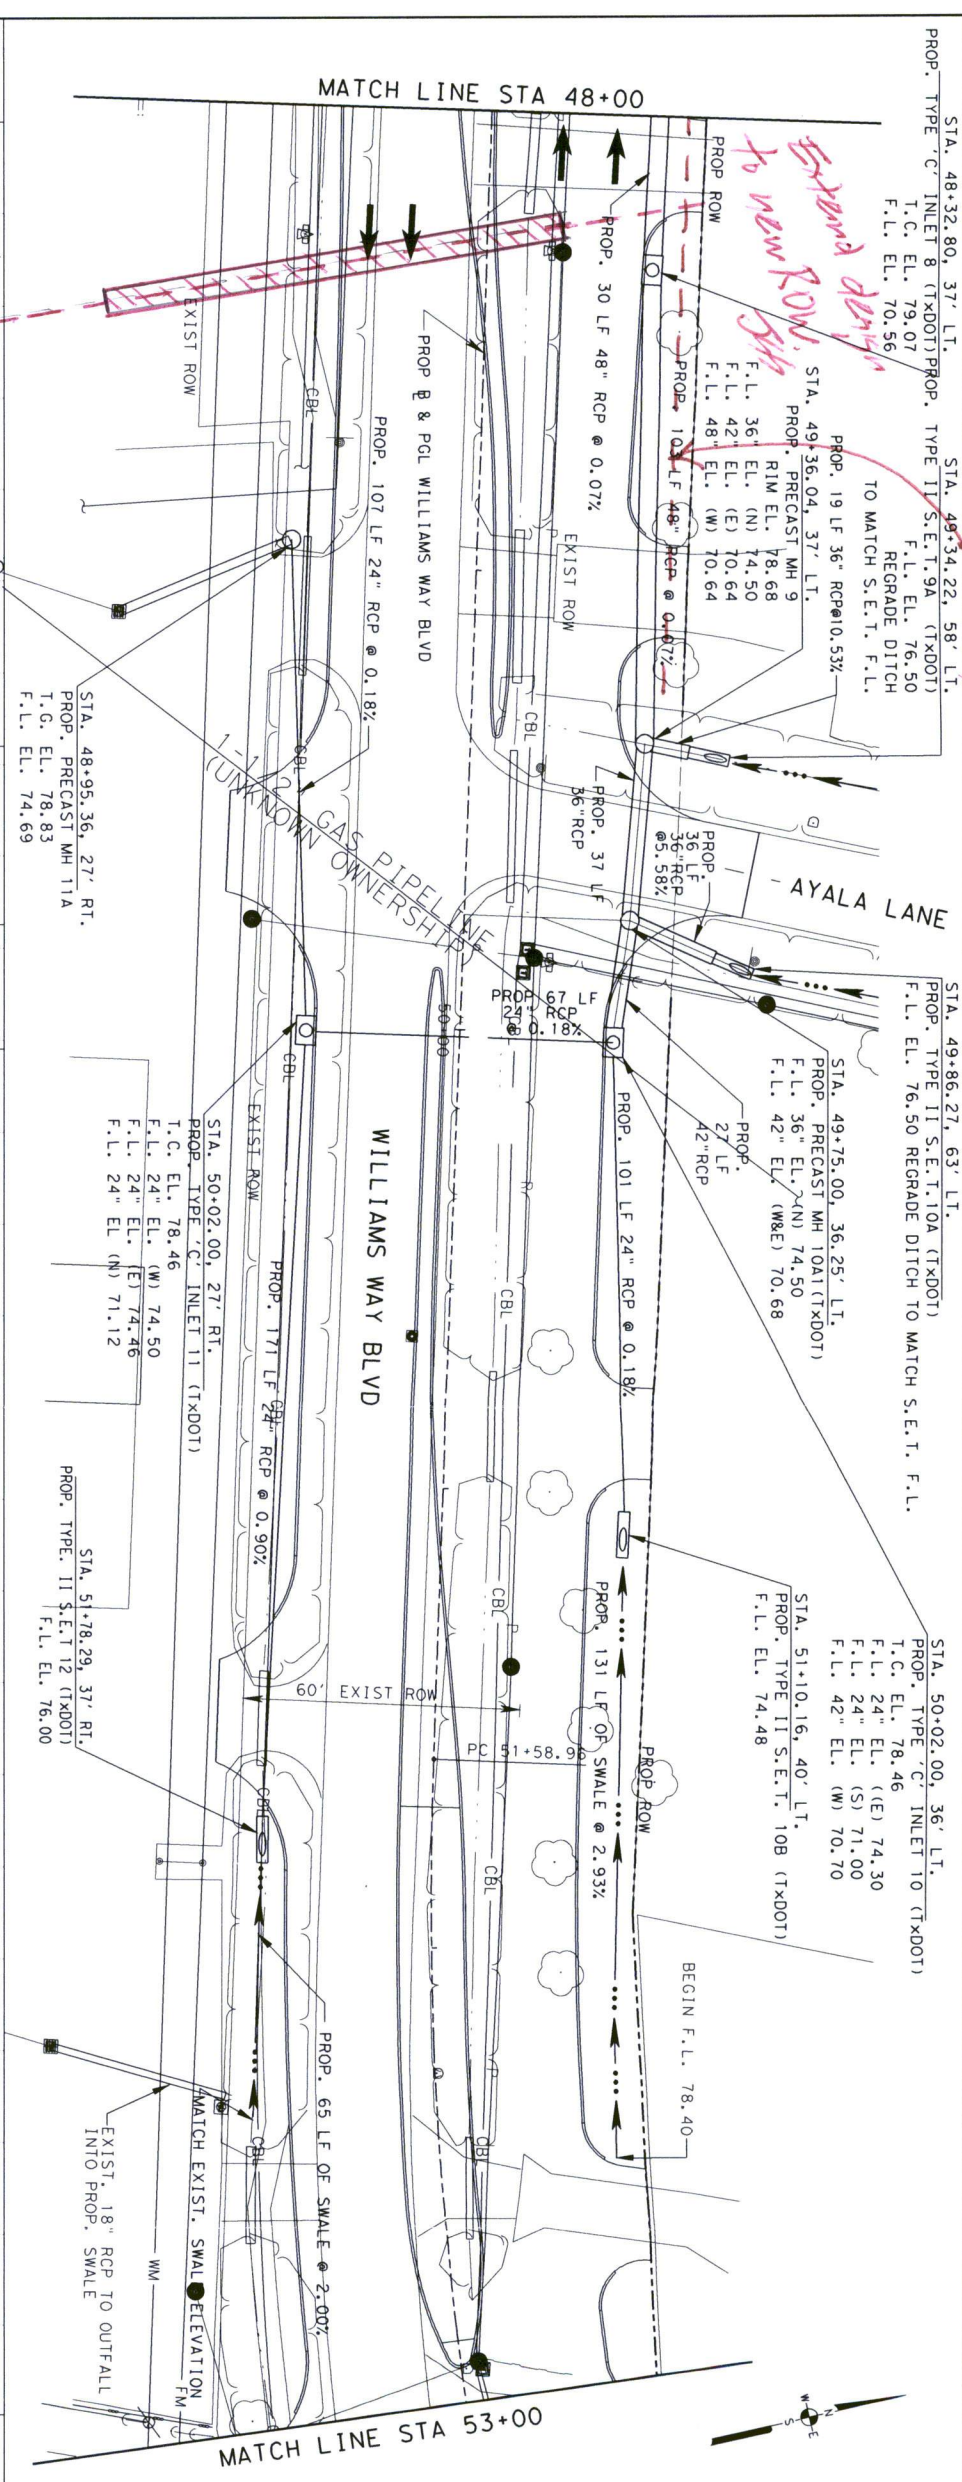 STA. 48+32.80, 37' LT.
PROP. TYPE 'C' INLET 8 (TxDOT)
T.C. EL. 79.07
F.L. EL. 70.56
STA. 49+34.22, 58' LT.
PROP. TYPE II S.E.T.9A (TxDOT)
F.L. EL. 76.50
REGRADE DITCH
TO MATCH S.E.T. F.L.
STA. 49+86.27, 63' LT.
PROP. TYPE II S.E.T.10A (TxDOT)
F.L. EL. 76.50 REGRADE DITCH TO MATCH S.E.T. F.L.
STA. 50+02.00, 36' LT.
PROP. TYPE 'C' INLET 10 (TxDOT)
T.C. EL. 78.46
F.L. 24" EL. (E) 74.30
F.L. 24" EL. (S) 71.00
F.L. 42" EL. (W) 70.70
Extend design
to new ROW.
PROP. 19 LF 36" RCP@10.53%
STA. 49+36.04, 37' LT.
PROP. PRECAST MH 9
RIM EL. 78.68
F.L. 36" EL. (N) 74.50
F.L. 42" EL. (E) 70.64
F.L. 48" EL. (W) 70.64
AYALA LANE
STA. 49+75.00, 36.25' LT.
PROP. PRECAST MH 10A1(TxDOT)
F.L. 36" EL. (N) 74.50
F.L. 42" EL. (W&E) 70.68
STA. 51+10.16, 40' LT.
PROP. TYPE II S.E.T. 10B (TxDOT)
F.L. EL. 74.48
PROP ROW
PROP. 103 LF 48" RCP @ 0.07%
PROP.
36 LF
36"RCP
@5.58%
PROP.
27 LF
42"RCP
BEGIN F.L. 78.40
PROP ROW
PROP. 30 LF 48" RCP @ 0.07%
PROP. 37 LF
36"RCP
PROP. 101 LF 24" RCP @ 0.18%
PROP. 131 LF OF SWALE @ 2.93%
MATCH LINE STA 48+00
EXIST ROW
CBL
PROP 67 LF
24" RCP
@ 0.18%
CBL
CBL
CBL
CBL
PC 51+58.96
PROP B & PGL WILLIAMS WAY BLVD
50+00
WILLIAMS WAY BLVD
60' EXIST ROW
MATCH LINE STA 53+00
PROP. 107 LF 24" RCP @ 0.18%
1-1/2 GAS PIPELINE
(UNKNOWN OWNERSHIP)
CBL
CBL
CBL
CBL
CBL
CBL
PROP. 171 LF 24" RCP @ 0.90%
PROP. 65 LF OF SWALE @ 2.00%
EXIST ROW
EXIST ROW
STA. 50+02.00, 27' RT.
PROP. TYPE 'C' INLET 11 (TxDOT)
T.C. EL. 78.46
F.L. 24" EL. (W) 74.50
F.L. 24" EL. (E) 74.46
F.L. 24" EL (N) 71.12
MATCH EXIST. SWALE ELEVATION
FM
WM
STA. 48+95.36, 27' RT.
PROP. PRECAST MH 11A
T.G. EL. 78.83
F.L. EL. 74.69
STA. 51+78.29, 37' RT.
PROP. TYPE. II S.E.T 12 (TxDOT)
F.L. EL. 76.00
EXIST. 18" RCP TO OUTFALL
INTO PROP. SWALE
N
E
S
W